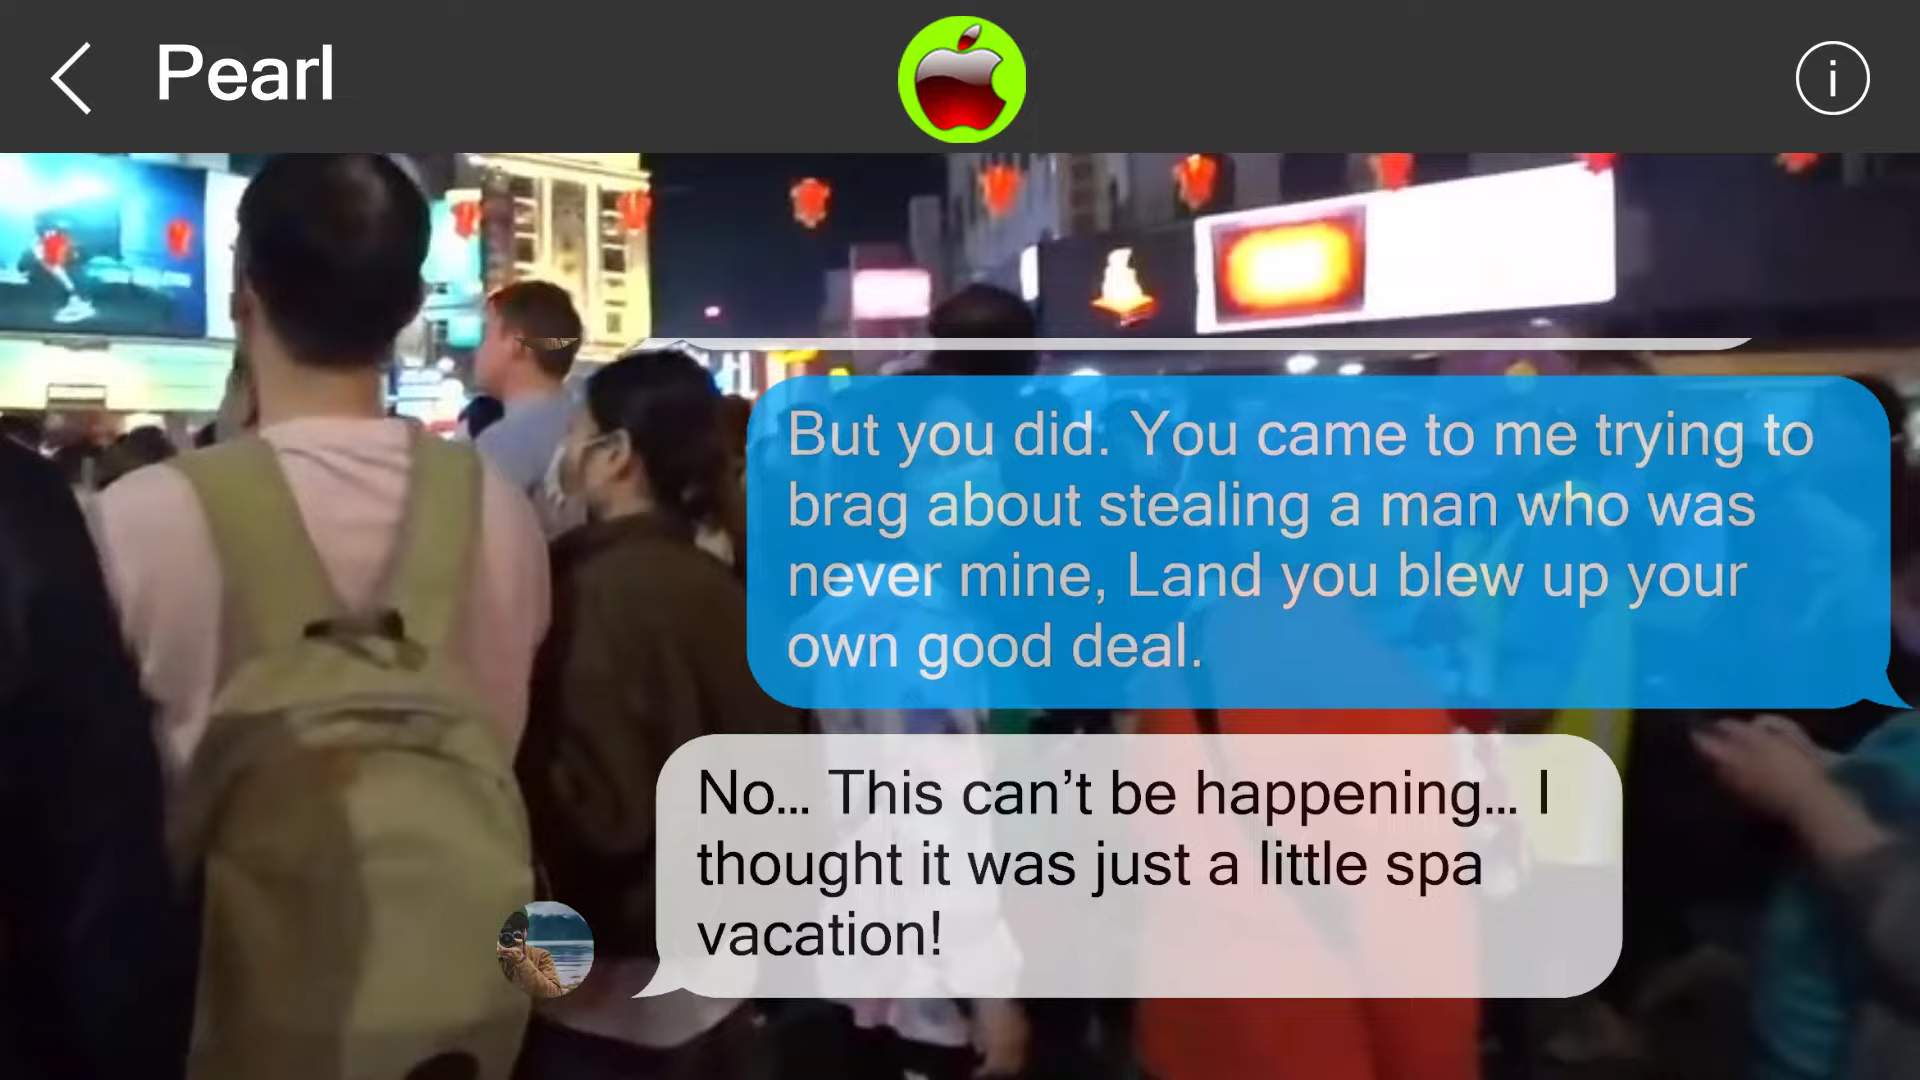 Pearl
i
But you did. You came to me trying to
brag about stealing a man who was
never mine, Land you blew up your
own good deal.
No... This can’t be happening... I
thought it was just a little spa
vacation!